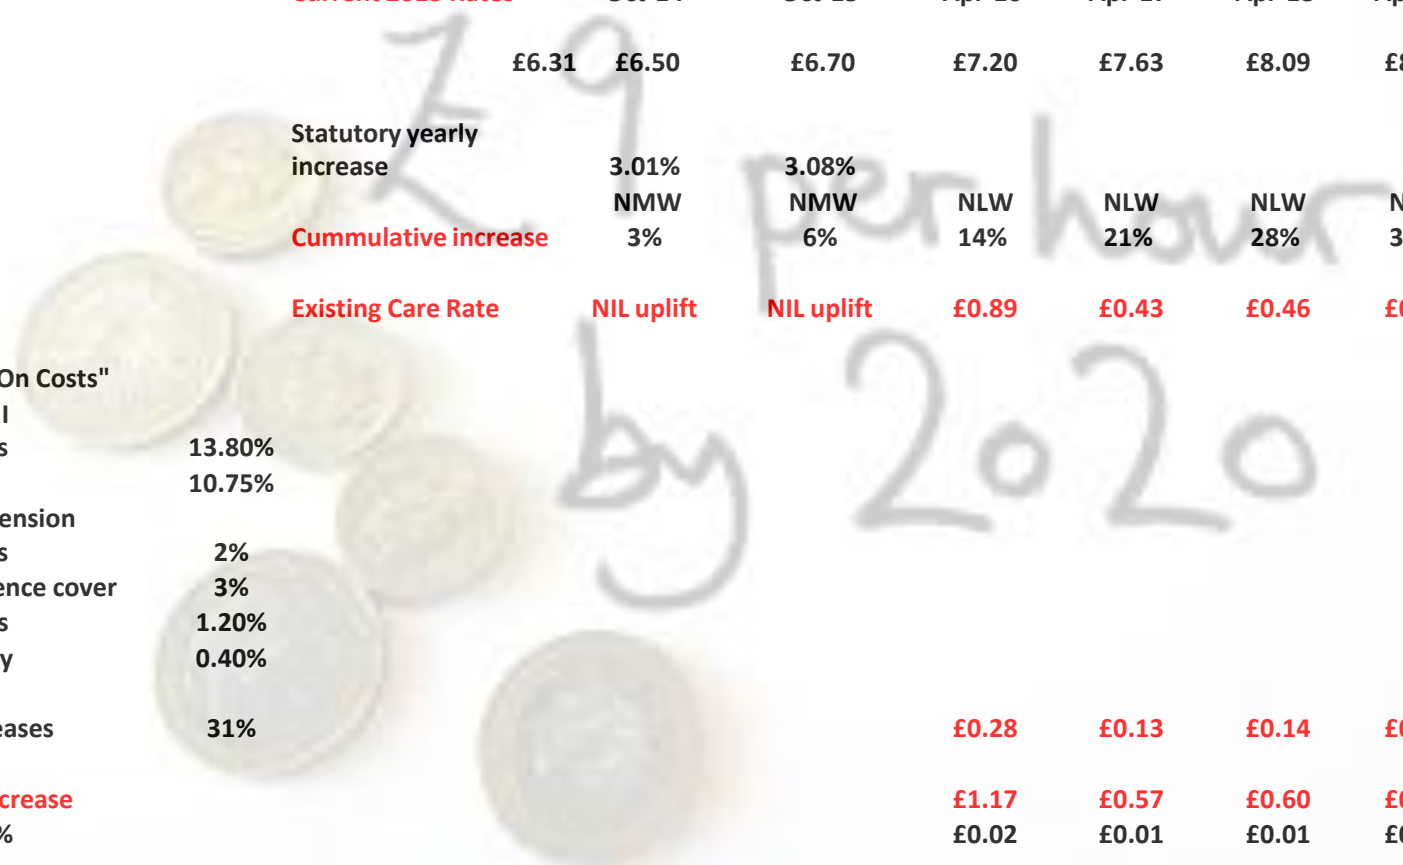 £6.31 £6.50 £6.70 £7.20 £7.63 £8.09
Statutory yearly
increase 3.01% 3.08%
NMW NMW NLW NLW NLW
Cummulative increase 3% 6% 14% 21% 28%
Existing Care Rate NIL uplift NIL uplift £0.89 £0.43 £0.46
On Costs"
13.80%
10.75%
ension
2%
ence cover 3%
1.20%
0.40%
eases 31% £0.28 £0.13 £0.14
crease £1.17 £0.57 £0.60
% £0.02 £0.01 £0.01
£9
per hour
by 2020